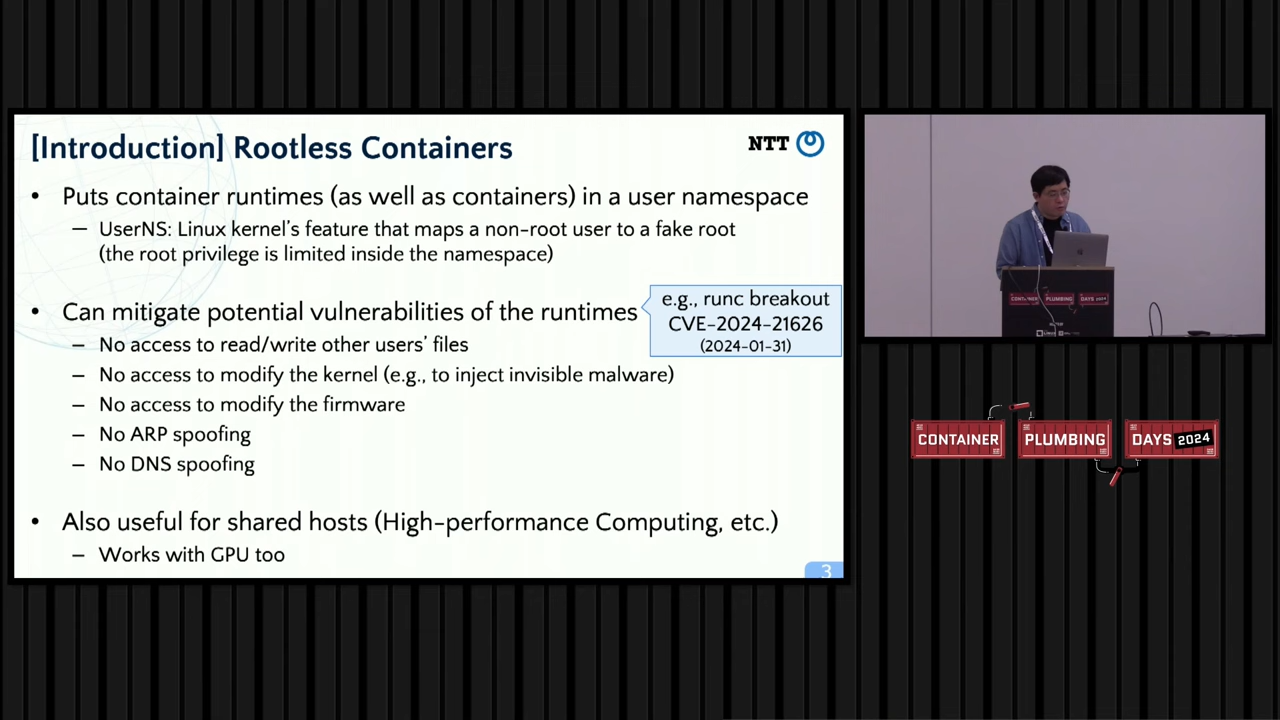 [Introduction] Rootless Containers
NTT
• Puts container runtimes (as well as containers) in a user namespace
– UserNS: Linux kernel's feature that maps a non-root user to a fake root
(the root privilege is limited inside the namespace)
• Can mitigate potential vulnerabilities of the runtimes
e.g., runc breakout
CVE-2024-21626
(2024-01-31)
– No access to read/write other users' files
– No access to modify the kernel (e.g., to inject invisible malware)
– No access to modify the firmware
– No ARP spoofing
– No DNS spoofing
• Also useful for shared hosts (High-performance Computing, etc.)
– Works with GPU too
3
CONTAINER PLUMBING DAYS 2024
CONTAINER PLUMBING DAYS 2024